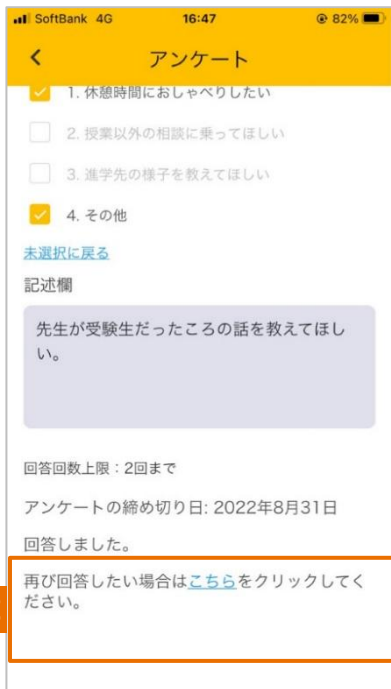 SoftBank 4G 16:47 82%
アンケート
1. 休憩時間におしゃべりしたい
2. 授業以外の相談に乗ってほしい
3. 進学先の様子を教えてほしい
4. その他
未選択に戻る
記述欄
先生が受験生だったころの話を教えてほし
い。
回答回数上限：2回まで
アンケートの締め切り日: 2022年8月31日
回答しました。
再び回答したい場合はこちらをクリックしてく
ださい。